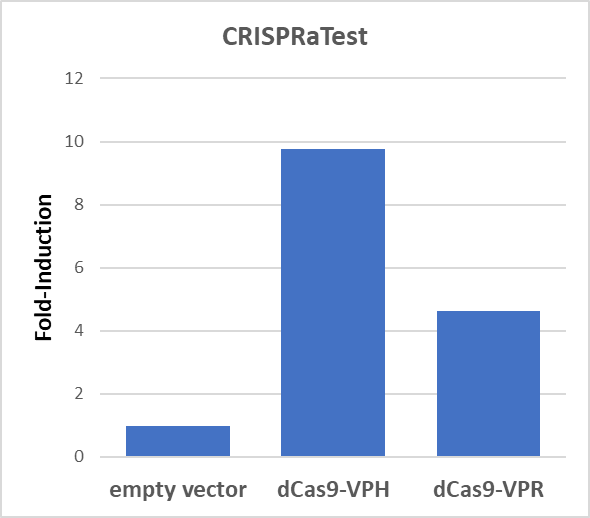 CRISPRaTest
Fold-Induction
12
10
8
6
4
2
0
empty vector
dCas9-VPH
dCas9-VPR